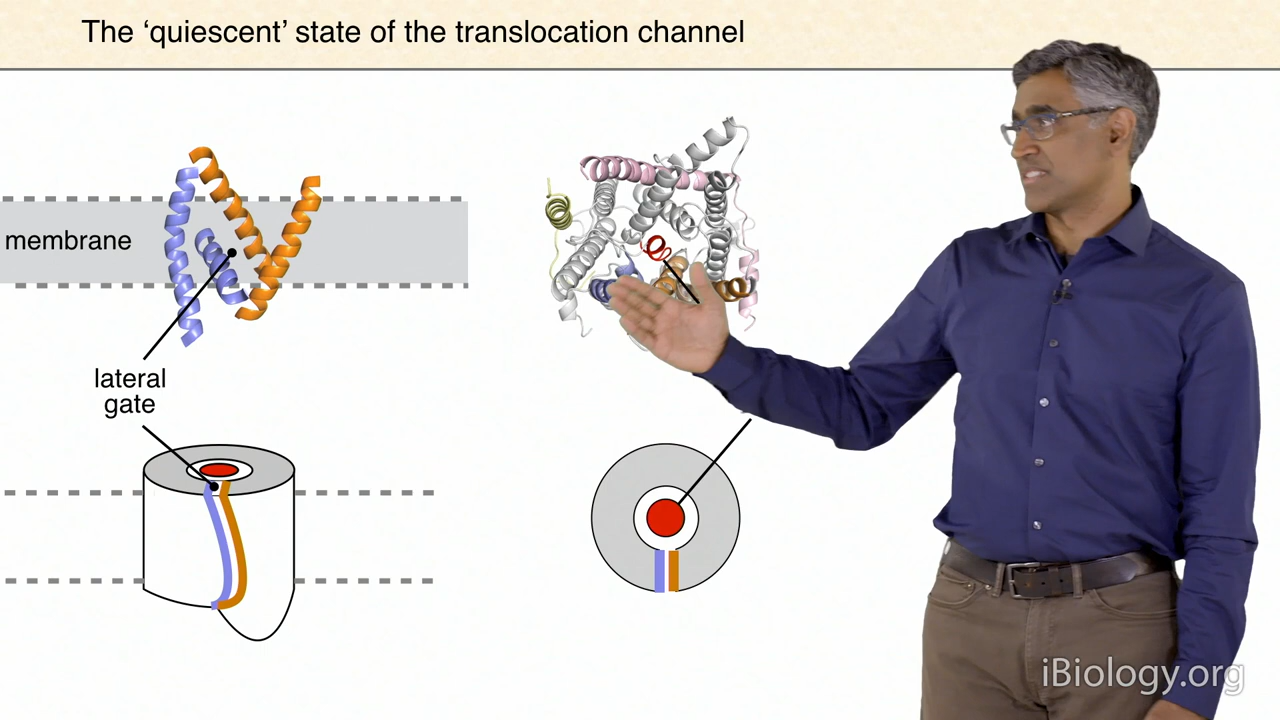 The ‘quiescent’ state of the translocation channel
membrane
lateral
gate
iBiology.org